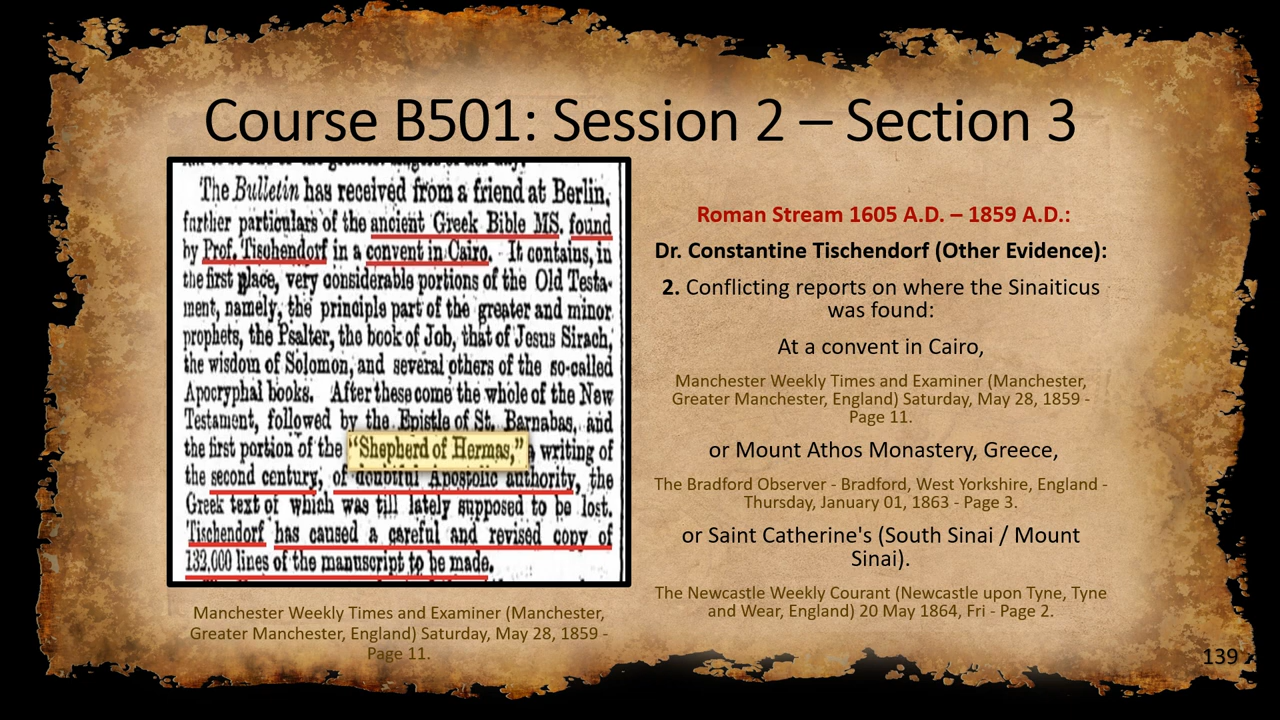 Course B501: Session 2 – Section 3
The Bulletin has received from a friend at Berlin,
further particulars of the ancient Greek Bible MS. found
by Prof. Tischendorf in a convent in Cairo. It contains, in
the first place, very considerable portions of the Old Testa-
ment, namely, the principle part of the greater and minor
prophets, the Psalter, the book of Job, that of Jesus Sirach,
the wisdom of Solomon, and several others of the so-called
Apocryphal books. After these come the whole of the New
Testament, followed by the Epistle of St. Barnabas, and
the first portion of the "Shepherd of Hermas," a writing of
the second century, of doubtful Apostolic authority, the
Greek text of which was till lately supposed to be lost.
Tischendorf has caused a careful and revised copy of
132,000 lines of the manuscript to be made.
Manchester Weekly Times and Examiner (Manchester,
Greater Manchester, England) Saturday, May 28, 1859 -
Page 11.
Roman Stream 1605 A.D. – 1859 A.D.:
Dr. Constantine Tischendorf (Other Evidence):
2. Conflicting reports on where the Sinaiticus
was found:
At a convent in Cairo,
Manchester Weekly Times and Examiner (Manchester,
Greater Manchester, England) Saturday, May 28, 1859 -
Page 11.
or Mount Athos Monastery, Greece,
The Bradford Observer - Bradford, West Yorkshire, England -
Thursday, January 01, 1863 - Page 3.
or Saint Catherine's (South Sinai / Mount
Sinai).
The Newcastle Weekly Courant (Newcastle upon Tyne, Tyne
and Wear, England) 20 May 1864, Fri - Page 2.
139